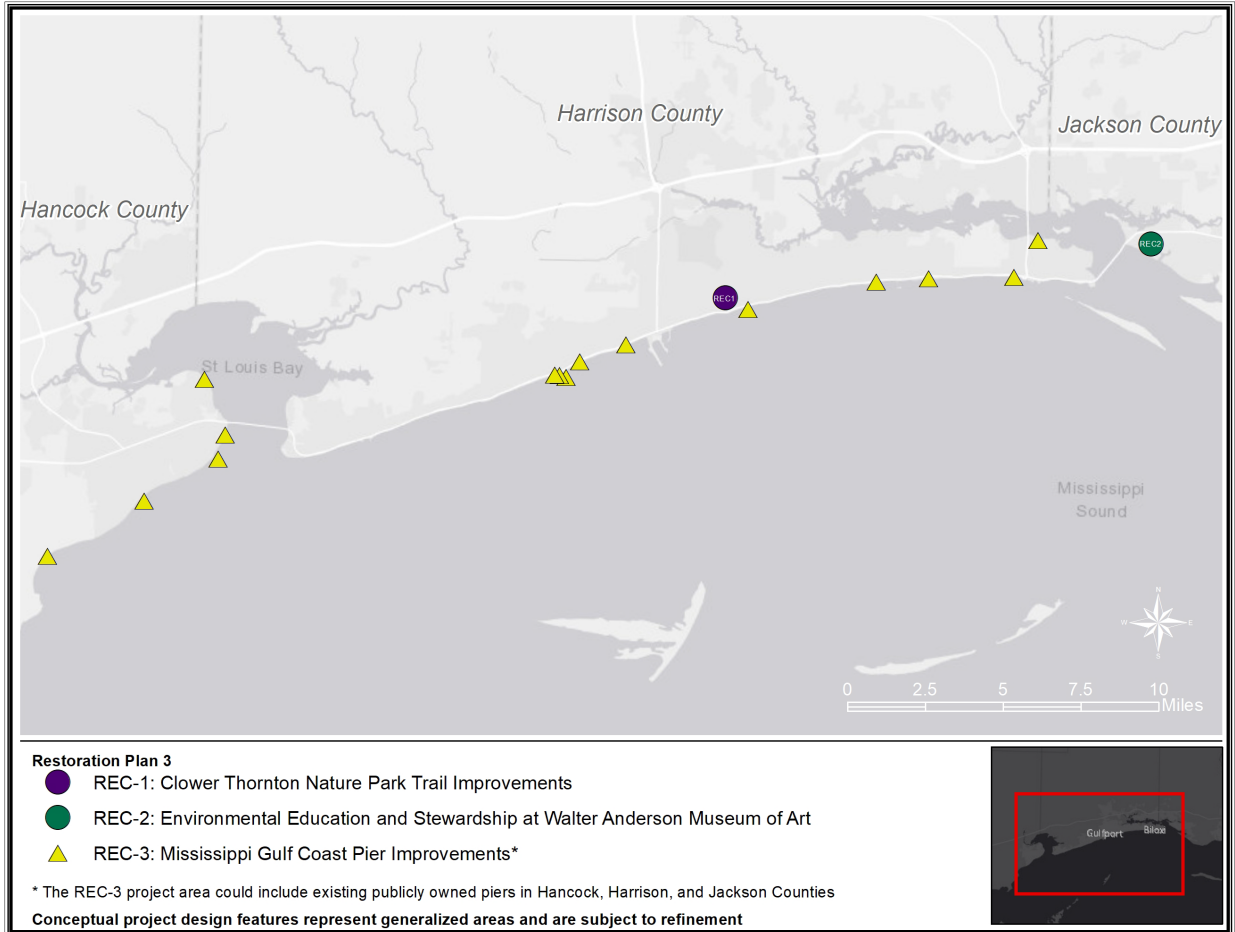 Harrison County
Jackson County
Hancock County
REC2
REC1
St Louis Bay
Mississippi
Sound
N
W E
S
0 2.5 5 7.5 10
Miles
Restoration Plan 3
REC-1: Clower Thornton Nature Park Trail Improvements
REC-2: Environmental Education and Stewardship at Walter Anderson Museum of Art
REC-3: Mississippi Gulf Coast Pier Improvements*
* The REC-3 project area could include existing publicly owned piers in Hancock, Harrison, and Jackson Counties
Conceptual project design features represent generalized areas and are subject to refinement
Gulfport
Biloxi